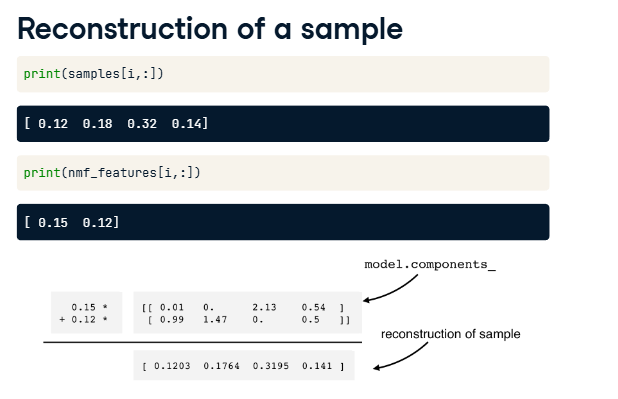 Reconstruction of a sample
print(samples[i,:])
[ 0.12  0.18  0.32  0.14]
print(nmf_features[i,:])
[ 0.15  0.12]
model.components_
0.15 * [[ 0.01 0. 2.13 0.54 ]
+ 0.12 * [ 0.99 1.47 0. 0.5 ]]
reconstruction of sample
[ 0.1203 0.1764 0.3195 0.141 ]